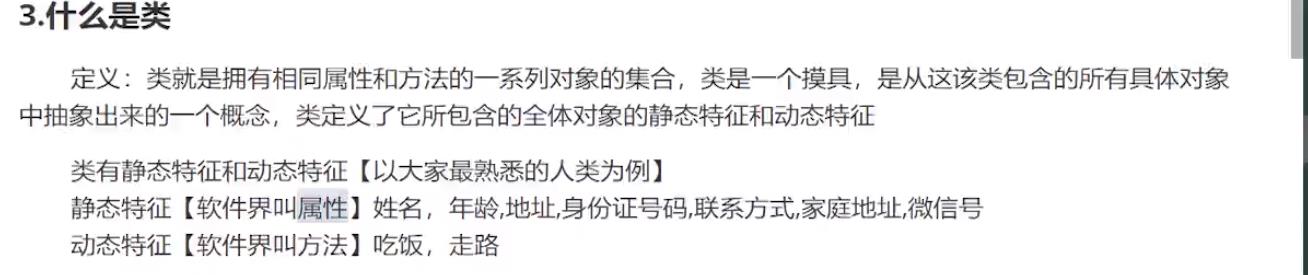 3.什么是类
定义：类就是拥有相同属性和方法的一系列对象的集合，类是一个摸具，是从这该类包含的所有具体对象
中抽象出来的一个概念，类定义了它所包含的全体对象的静态特征和动态特征
类有静态特征和动态特征【以大家最熟悉的人类为例】
静态特征【软件界叫属性】姓名，年龄,地址,身份证号码,联系方式,家庭地址,微信号
动态特征【软件界叫方法】吃饭，走路